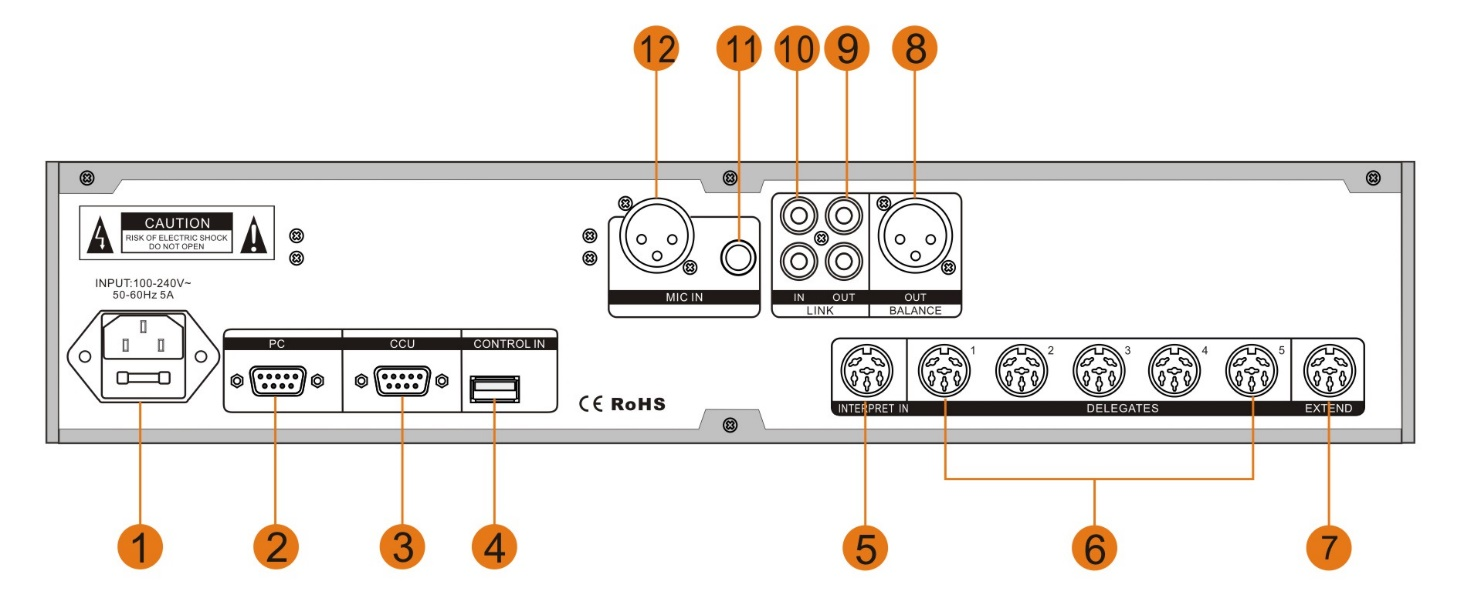 12 11 10 9 8
CAUTION
RISK OF ELECTRIC SHOCK
DO NOT OPEN
INPUT:100-240V~
50-60Hz 5A
MIC IN
IN OUT
LINK
OUT
BALANCE
PC CCU CONTROL IN
CE RoHS
1 2 3 4 5
INTERPRET IN DELEGATES EXTEND
1 2 3 4 5 6 7